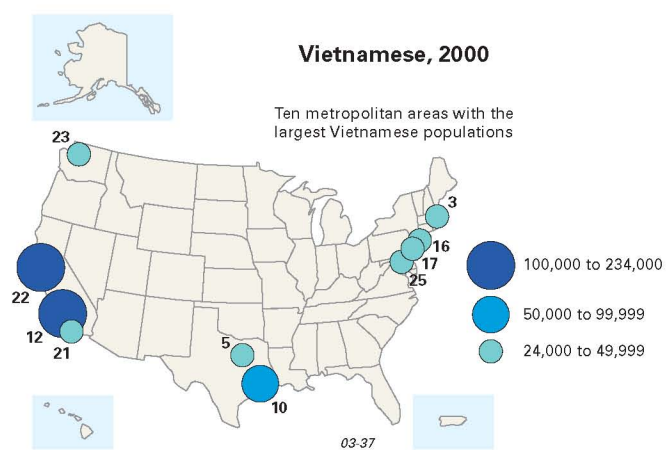 Vietnamese, 2000
Ten metropolitan areas with the
largest Vietnamese populations
23
3
16
17
25
22
12
21
5
10
100,000 to 234,000
50,000 to 99,999
24,000 to 49,999
03-37